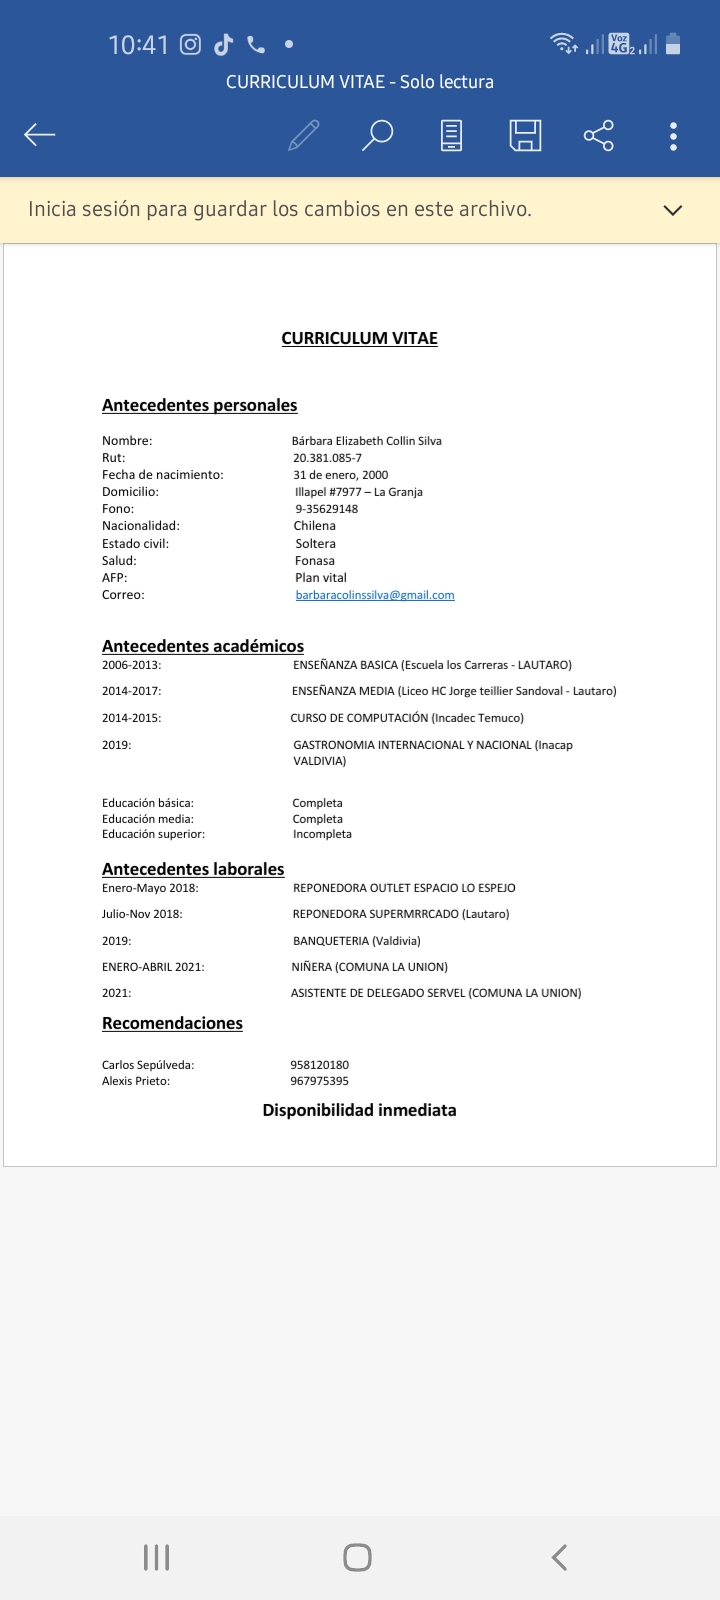 10:41
Voz 4G 2
CURRICULUM VITAE - Solo lectura
Inicia sesión para guardar los cambios en este archivo.
CURRICULUM VITAE
Antecedentes personales
Nombre: Bárbara Elizabeth Collin Silva
Rut: 20.381.085-7
Fecha de nacimiento: 31 de enero, 2000
Domicilio: Illapel #7977 – La Granja
Fono: 9-35629148
Nacionalidad: Chilena
Estado civil: Soltera
Salud: Fonasa
AFP: Plan vital
Correo: barbaracolinssilva@gmail.com
Antecedentes académicos
2006-2013: ENSEÑANZA BASICA (Escuela los Carreras - LAUTARO)
2014-2017: ENSEÑANZA MEDIA (Liceo HC Jorge teillier Sandoval - Lautaro)
2014-2015: CURSO DE COMPUTACIÓN (Incadec Temuco)
2019: GASTRONOMIA INTERNACIONAL Y NACIONAL (Inacap
VALDIVIA)
Educación básica: Completa
Educación media: Completa
Educación superior: Incompleta
Antecedentes laborales
Enero-Mayo 2018: REPONEDORA OUTLET ESPACIO LO ESPEJO
Julio-Nov 2018: REPONEDORA SUPERMRRCADO (Lautaro)
2019: BANQUETERIA (Valdivia)
ENERO-ABRIL 2021: NIÑERA (COMUNA LA UNION)
2021: ASISTENTE DE DELEGADO SERVEL (COMUNA LA UNION)
Recomendaciones
Carlos Sepúlveda: 958120180
Alexis Prieto: 967975395
Disponibilidad inmediata